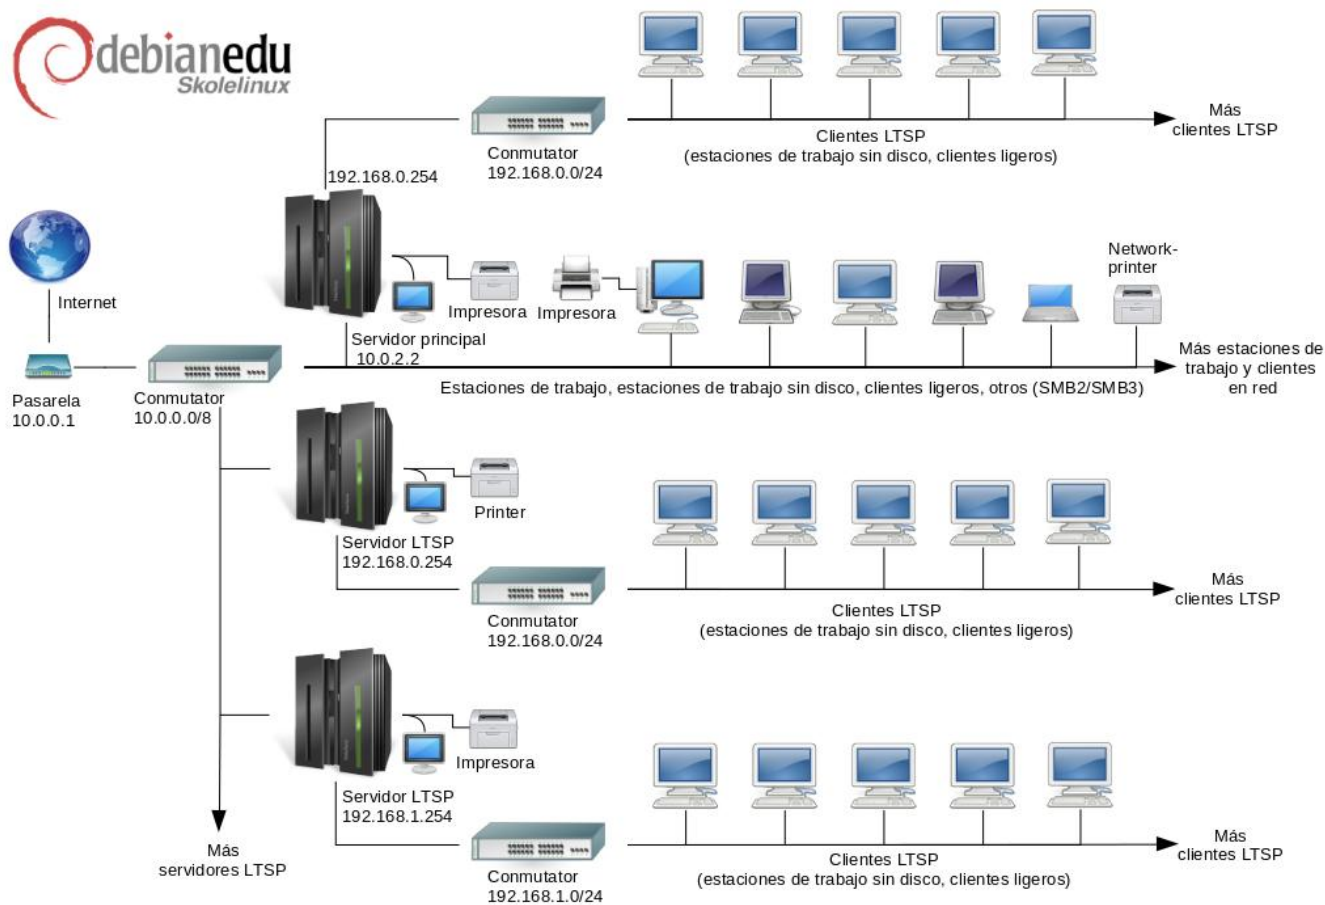 debianedu
Skolelinux
Más
clientes LTSP
Clientes LTSP
(estaciones de trabajo sin disco, clientes ligeros)
Conmutator
192.168.0.0/24
192.168.0.254
Internet
Impresora
Impresora
Network-
printer
Servidor principal
10.0.2.2
Pasarela
10.0.0.1
Conmutator
10.0.0.0/8
Estaciones de trabajo, estaciones de trabajo sin disco, clientes ligeros, otros (SMB2/SMB3)
Más estaciones de
trabajo y clientes
en red
Printer
Servidor LTSP
192.168.0.254
Conmutator
192.168.0.0/24
Clientes LTSP
(estaciones de trabajo sin disco, clientes ligeros)
Más
clientes LTSP
Impresora
Servidor LTSP
192.168.1.254
Más
servidores LTSP
Conmutator
192.168.1.0/24
Clientes LTSP
(estaciones de trabajo sin disco, clientes ligeros)
Más
clientes LTSP